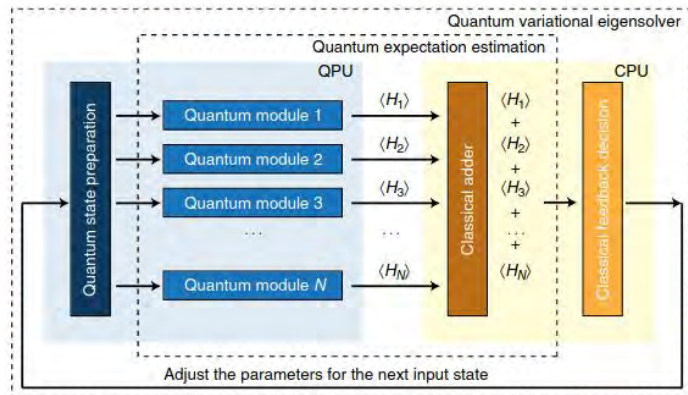 Quantum variational eigensolver
Quantum expectation estimation
QPU
CPU
Quantum state preparation
Quantum module 1
Quantum module 2
Quantum module 3
...
Quantum module N
⟨H1⟩
⟨H2⟩
⟨H3⟩
...
⟨HN⟩
Classical adder
⟨H1⟩
+
⟨H2⟩
+
⟨H3⟩
+
...
+
⟨HN⟩
Classical feedback decision
Adjust the parameters for the next input state